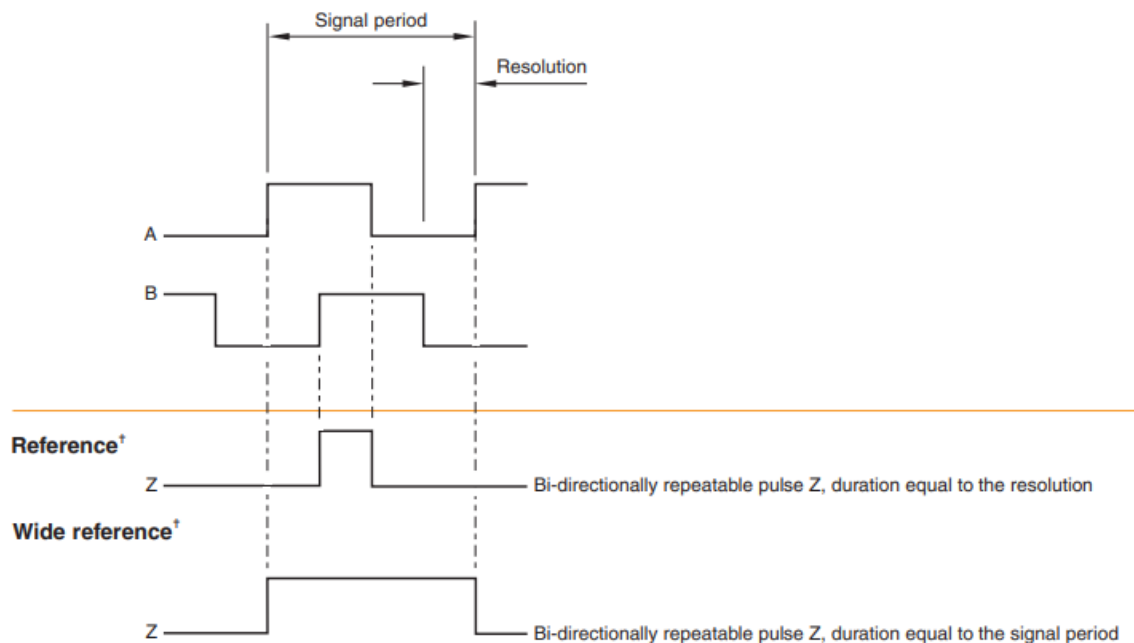 Signal period
Resolution
A
B
Reference†
Z
Bi-directionally repeatable pulse Z, duration equal to the resolution
Wide reference†
Z
Bi-directionally repeatable pulse Z, duration equal to the signal period